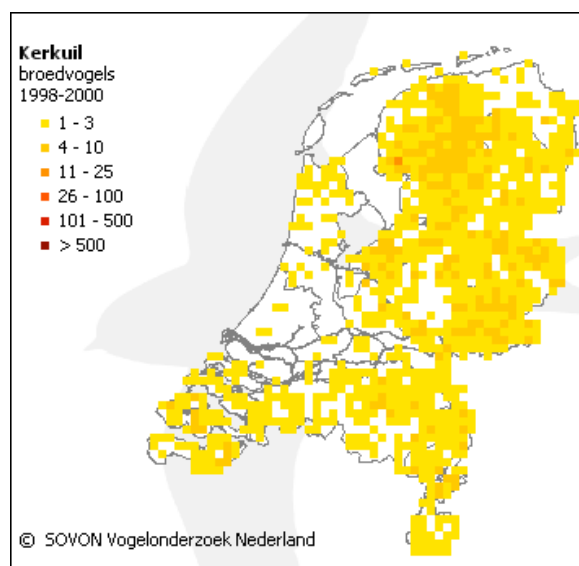 Kerkuil
broedvogels
1998-2000
1 - 3
4 - 10
11 - 25
26 - 100
101 - 500
> 500
© SOVON Vogelonderzoek Nederland